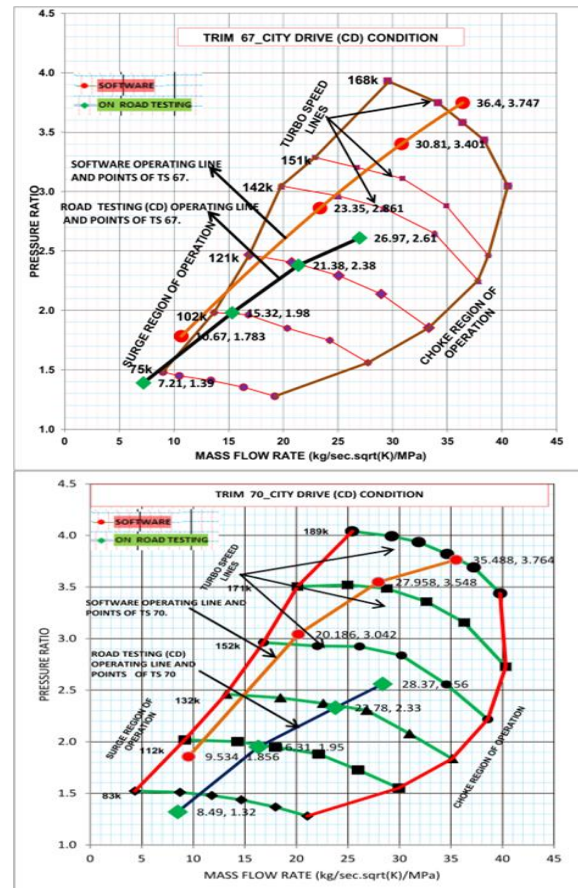 TRIM 67_CITY DRIVE (CD) CONDITION
SOFTWARE
ON ROAD TESTING
PRESSURE RATIO
4.5
4.0
3.5
3.0
2.5
2.0
1.5
1.0
168k
151k
142k
121k
102k
75k
TURBO SPEED
LINES
SOFTWARE OPERATING LINE
AND POINTS OF TS 67.
ROAD TESTING (CD) OPERATING LINE
AND POINTS OF TS 67.
SURGE REGION OF OPERATION
CHOKE REGION OF
OPERATION
36.4, 3.747
30.81, 3.401
23.35, 2.861
26.97, 2.61
21.38, 2.38
15.32, 1.98
10.67, 1.783
7.21, 1.39
0 5 10 15 20 25 30 35 40 45
MASS FLOW RATE (kg/sec.sqrt(K)/MPa)
TRIM 70_CITY DRIVE (CD) CONDITION
SOFTWARE
ON ROAD TESTING
PRESSURE RATIO
4.5
4.0
3.5
3.0
2.5
2.0
1.5
1.0
189k
171k
152k
132k
112k
83k
TURBO SPEED
LINES
SOFTWARE OPERATING LINE AND
POINTS OF TS 70.
ROAD TESTING (CD)
OPERATING LINE AND
POINTS OF TS 70
SURGE REGION OF
OPERATION
CHOKE REGION OF OPERATION
35.488, 3.764
27.958, 3.548
20.186, 3.042
28.37, 2.56
23.78, 2.33
16.31, 1.95
9.534, 1.856
8.49, 1.32
0 5 10 15 20 25 30 35 40 45
MASS FLOW RATE (kg/sec.sqrt(K)/MPa)